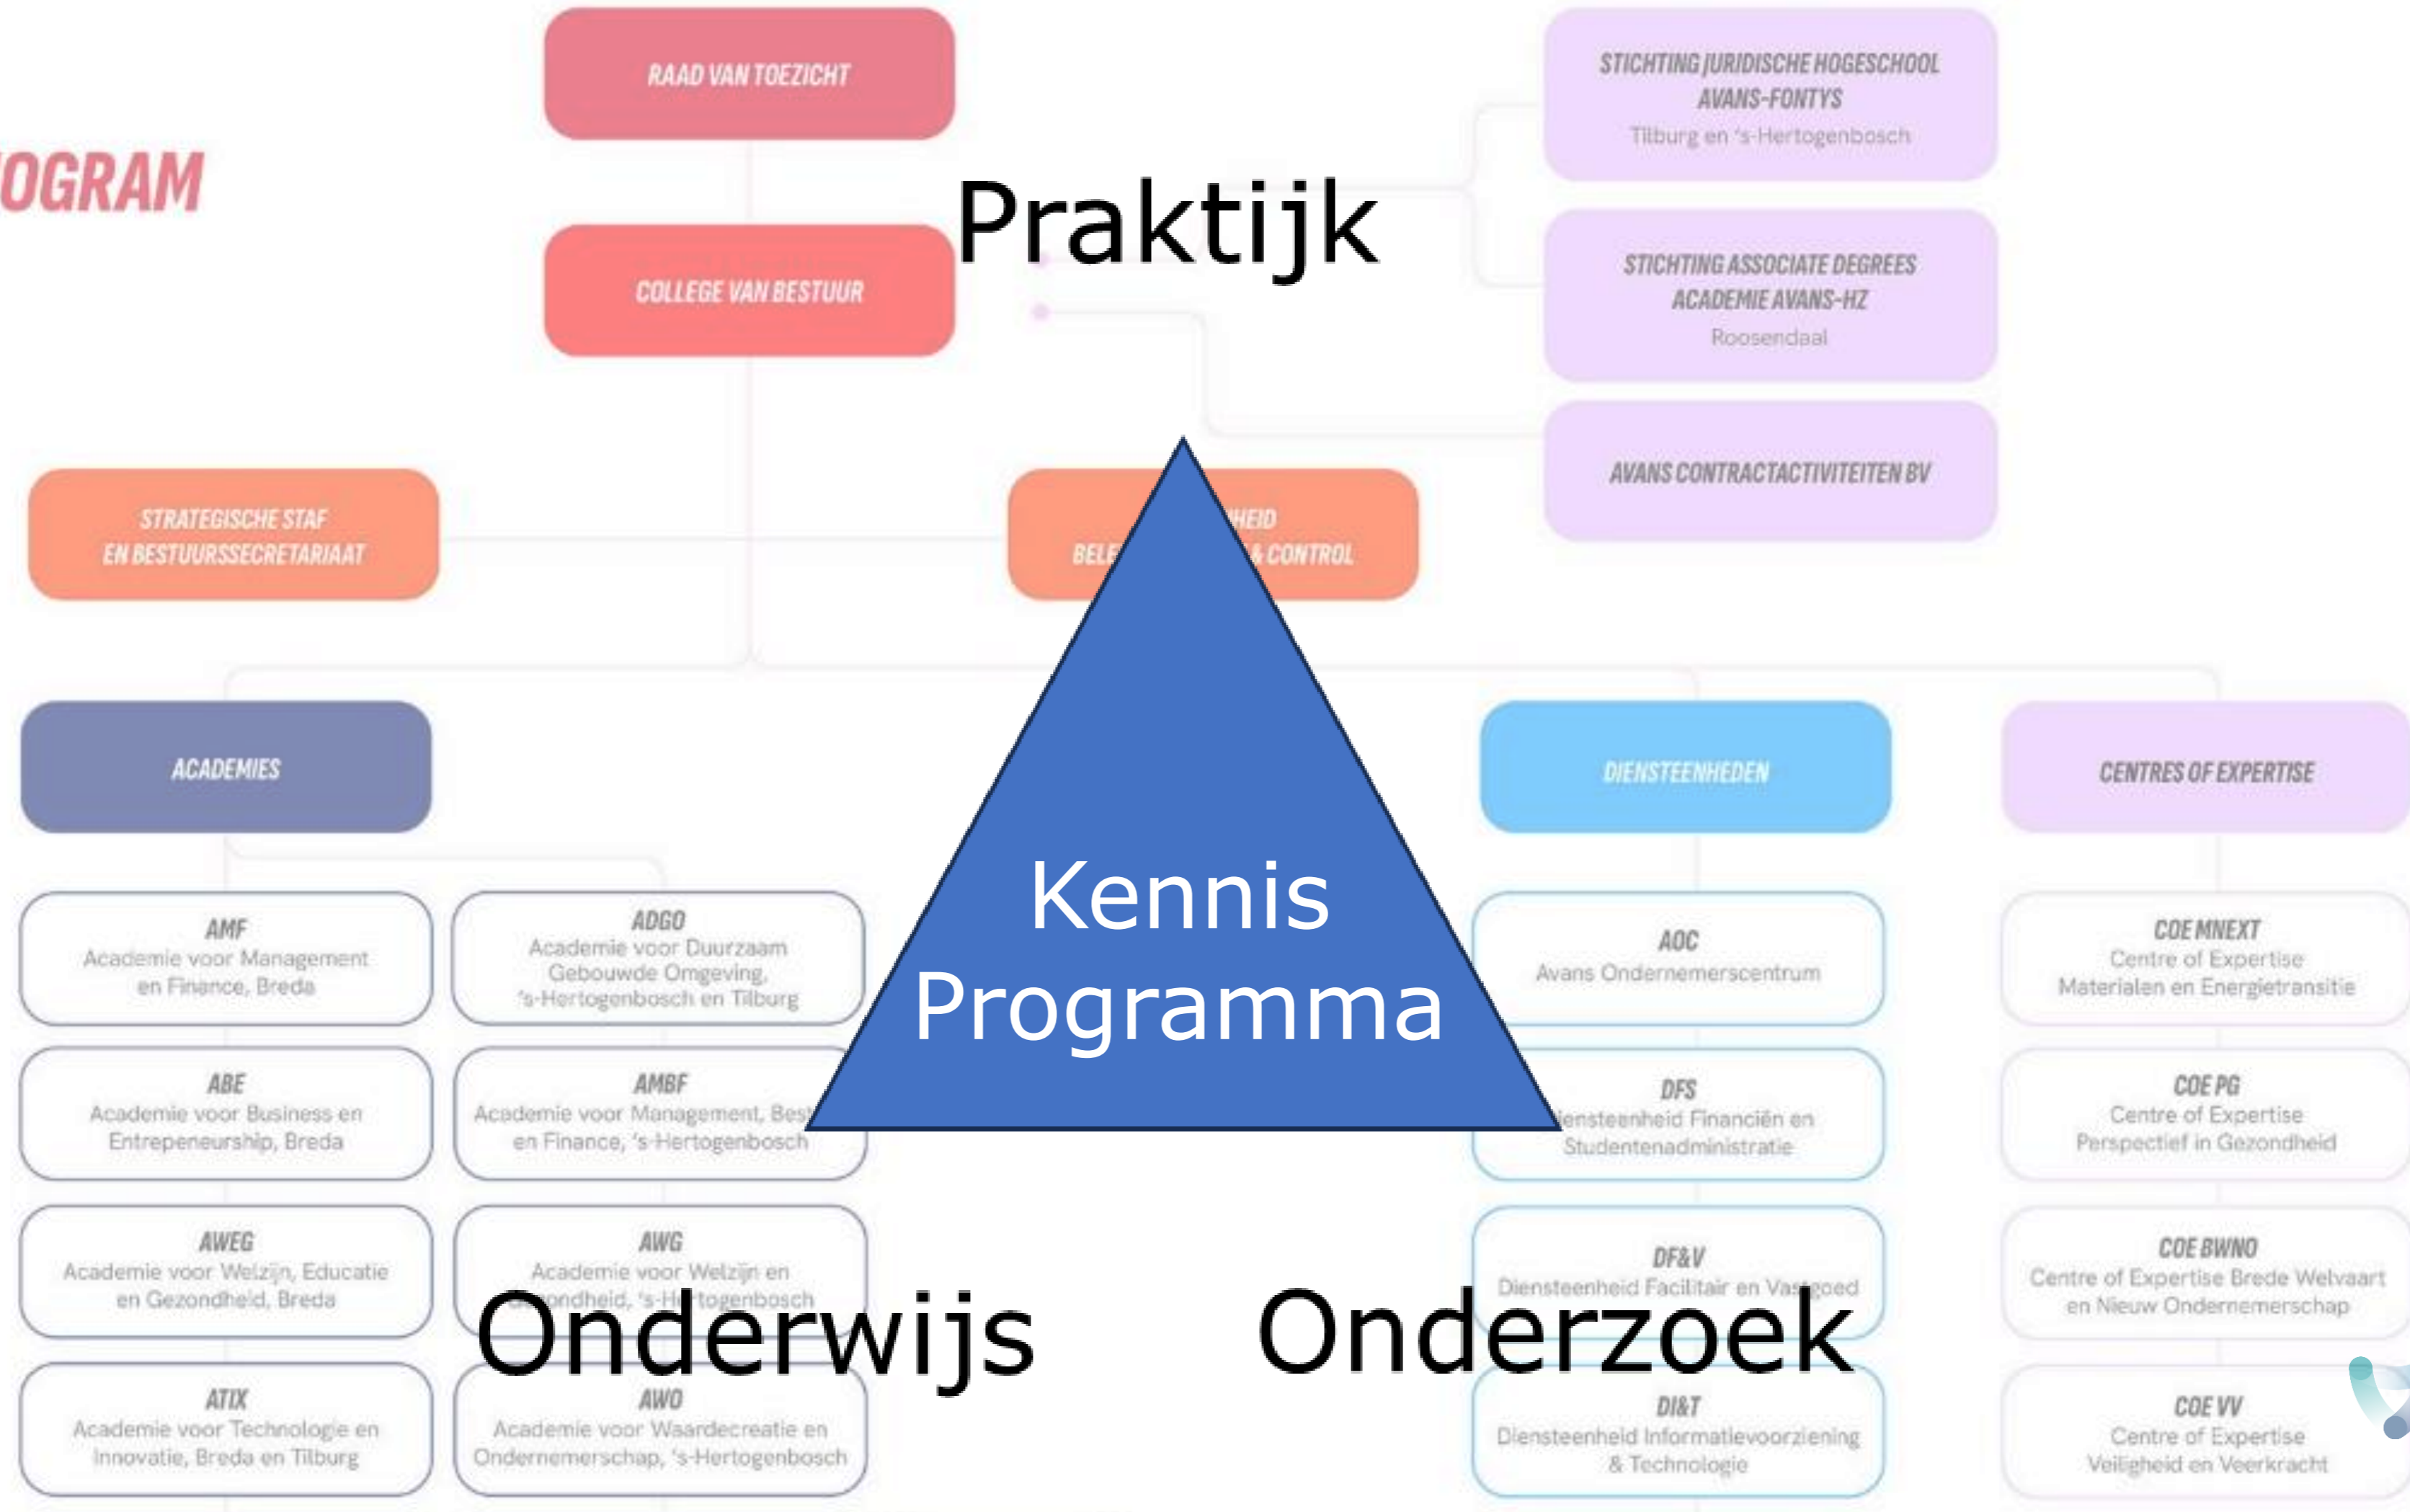 OGRAM
RAAD VAN TOEZICHT
COLLEGE VAN BESTUUR
Praktijk
STICHTING JURIDISCHE HOGESCHOOL
AVANS-FONTYS
Tilburg en 's-Hertogenbosch
STICHTING ASSOCIATE DEGREES
ACADEMIE AVANS-HZ
Roosendaal
AVANS CONTRACTACTIVITEITEN BV
STRATEGISCHE STAF
EN BESTUURSSECRETARIAAT
HEID
BELE & CONTROL
ACADEMIES
AMF
Academie voor Management
en Finance, Breda
ABE
Academie voor Business en
Entrepeneurship, Breda
AWEG
Academie voor Welzijn, Educatie
en Gezondheid, Breda
ATIX
Academie voor Technologie en
Innovatie, Breda en Tilburg
ADGO
Academie voor Duurzaam
Gebouwde Omgeving,
's-Hertogenbosch en Tilburg
AMBF
Academie voor Management, Best
en Finance, 's-Hertogenbosch
AWG
Academie voor Welzijn en
Gezondheid, 's-Hertogenbosch
AWO
Academie voor Waardecreatie en
Ondernemerschap, 's-Hertogenbosch
Kennis
Programma
Onderwijs
Onderzoek
DIENSTEENHEDEN
AOC
Avans Ondernemerscentrum
DFS
iensteenheid Financiën en
Studentenadministratie
DF&V
Diensteenheid Facilitair en Vastgoed
DI&T
Diensteenheid Informatievoorziening
& Technologie
CENTRES OF EXPERTISE
COE MNEXT
Centre of Expertise
Materialen en Energietransitie
COE PG
Centre of Expertise
Perspectief in Gezondheid
COE BWNO
Centre of Expertise Brede Welvaart
en Nieuw Ondernemerschap
COE VV
Centre of Expertise
Veiligheid en Veerkracht